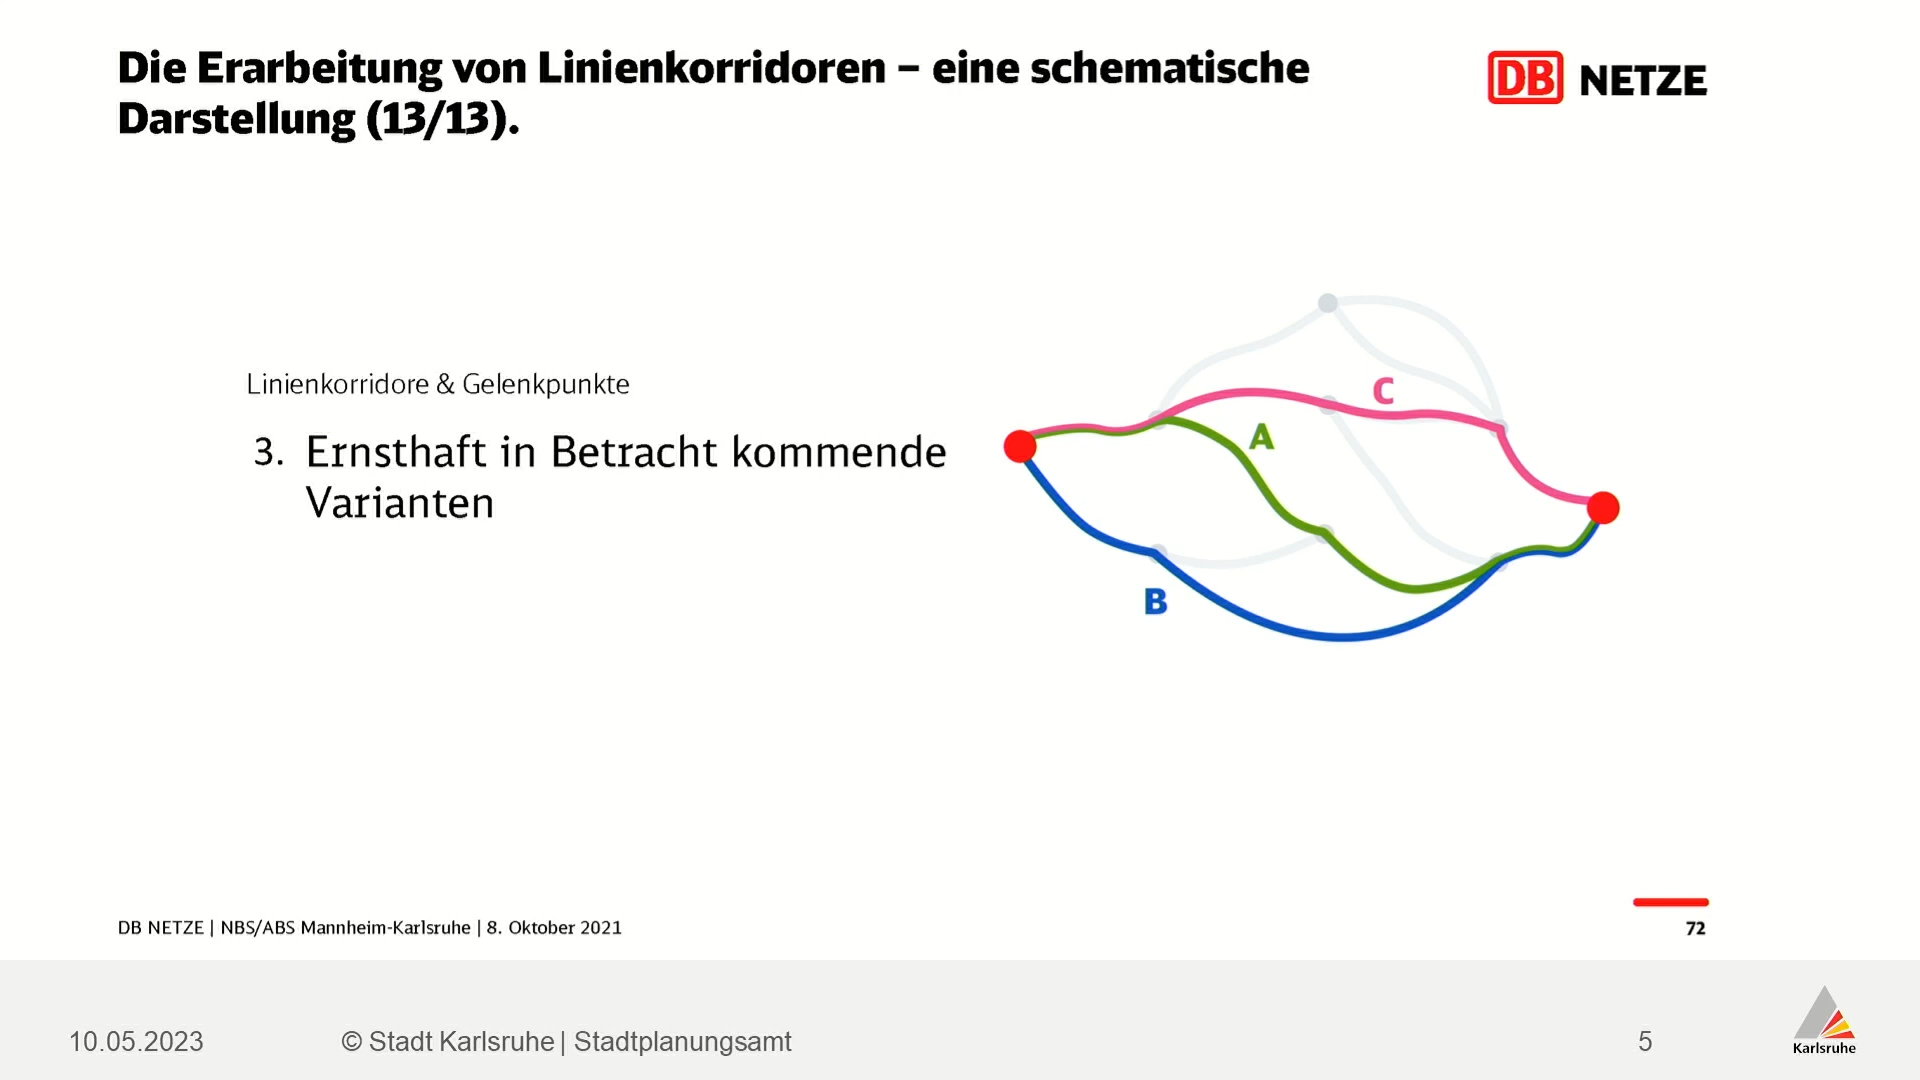 Die Erarbeitung von Linienkorridoren – eine schematische
Darstellung (13/13).
DB NETZE
Linienkorridore & Gelenkpunkte
3. Ernsthaft in Betracht kommende
Varianten
C
A
B
DB NETZE | NBS/ABS Mannheim-Karlsruhe | 8. Oktober 2021
72
10.05.2023
© Stadt Karlsruhe | Stadtplanungsamt
5
Karlsruhe